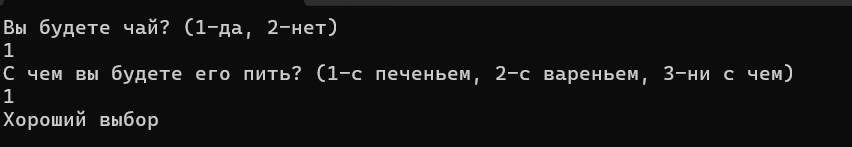 Вы будете чай? (1-да, 2-нет)
1
С чем вы будете его пить? (1-с печеньем, 2-с вареньем, 3-ни с чем)
1
Хороший выбор